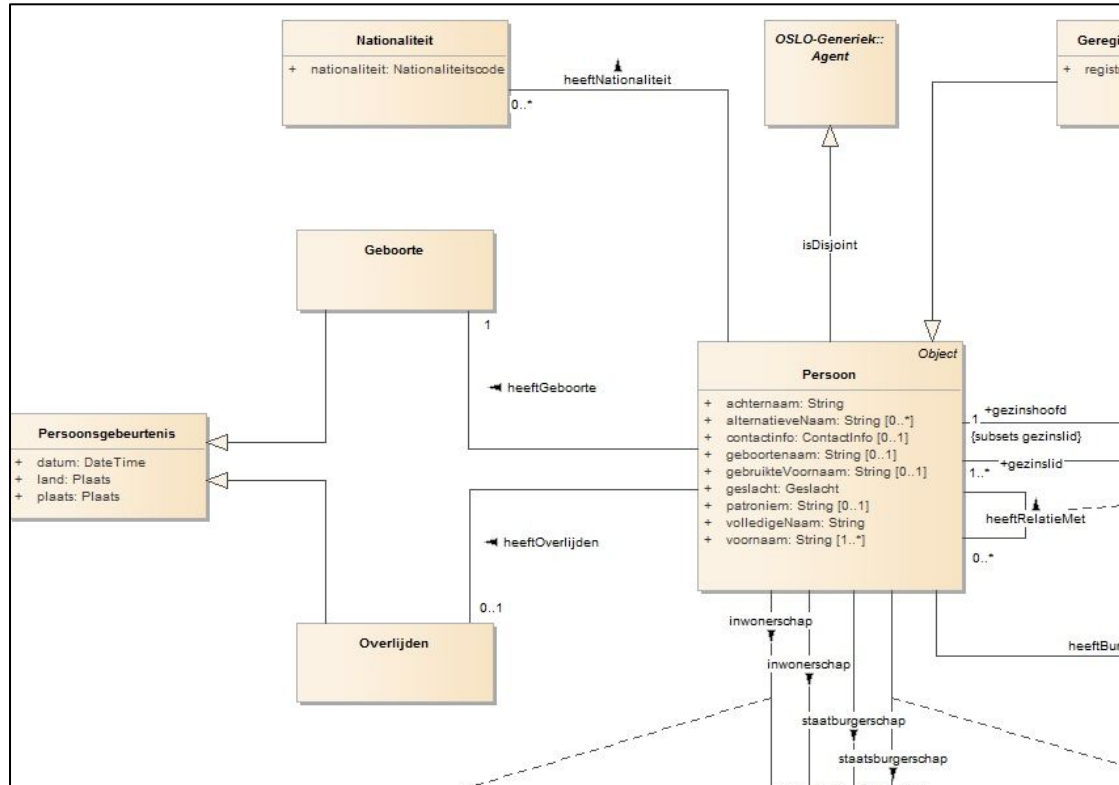 Nationaliteit
+ nationaliteit: Nationaliteitscode
0..*
heeftNationaliteit
OSLO-Generiek::
Agent
isDisjoint
Geboorte
1
heeftGeboorte
Persoonsgebeurtenis
+ datum: DateTime
+ land: Plaats
+ plaats: Plaats
heeftOverlijden
0..1
Overlijden
Object
Persoon
+ achternaam: String
+ alternatieveNaam: String [0..*]
+ contactinfo: ContactInfo [0..1]
+ geboortenaam: String [0..1]
+ gebruikteVoornaam: String [0..1]
+ geslacht: Geslacht
+ patroniem: String [0..1]
+ volledigeNaam: String
+ voornaam: String [1..*]
1 +gezinshoofd
{subsets gezinslid}
+gezinslid
1..*
heeftRelatieMet
0..*
inwonerschap
inwonerschap
staatburgerschap
staatsburgerschap